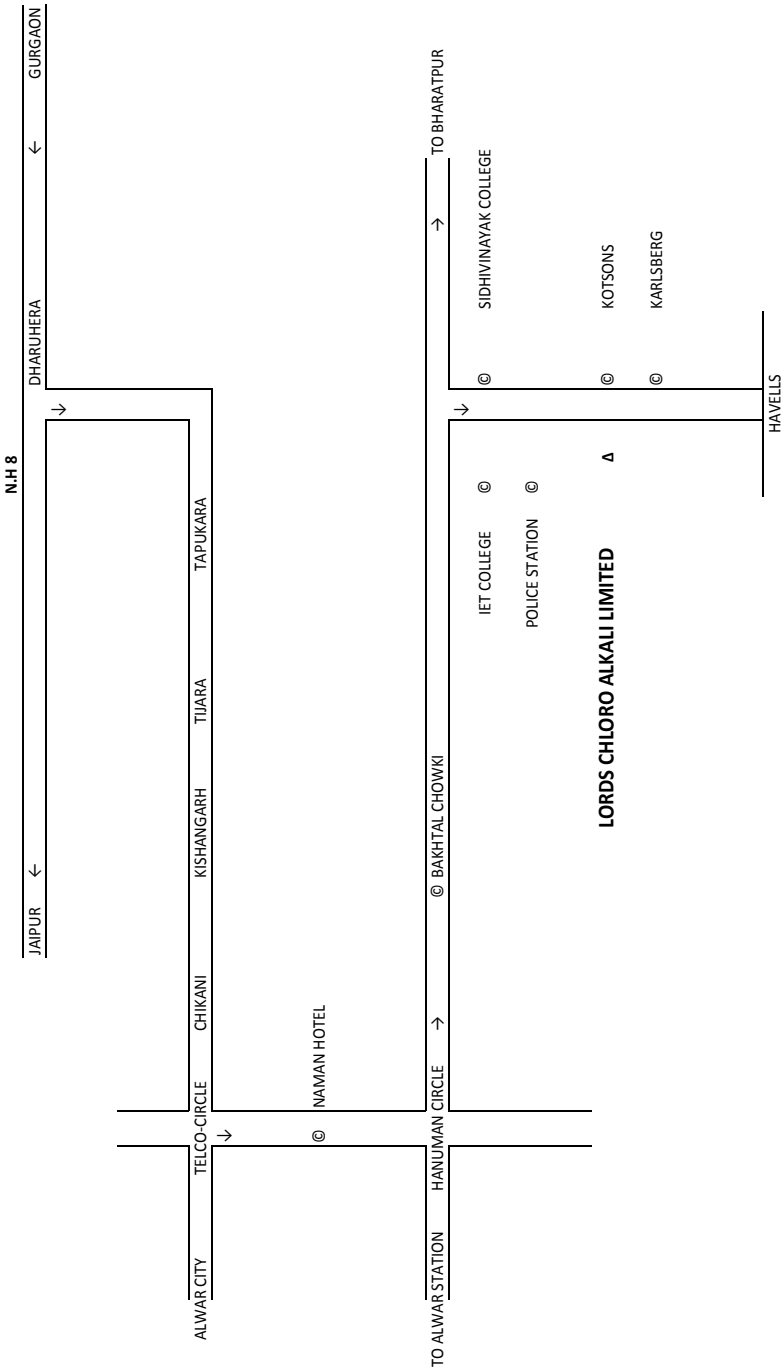 N.H 8
JAIPUR ← DHARUHERA ← GURGAON
↓
ALWAR CITY TELCO-CIRCLE CHIKANI KISHANGARH TIJARA TAPUKARA
↓
© NAMAN HOTEL
TO ALWAR STATION HANUMAN CIRCLE → © BAKHTAL CHOWKI → TO BHARATPUR
↓
IET COLLEGE © © SIDHIVINAYAK COLLEGE
POLICE STATION ©
LORDS CHLORO ALKALI LIMITED Δ © KOTSONS
© KARLSBERG
HAVELLS